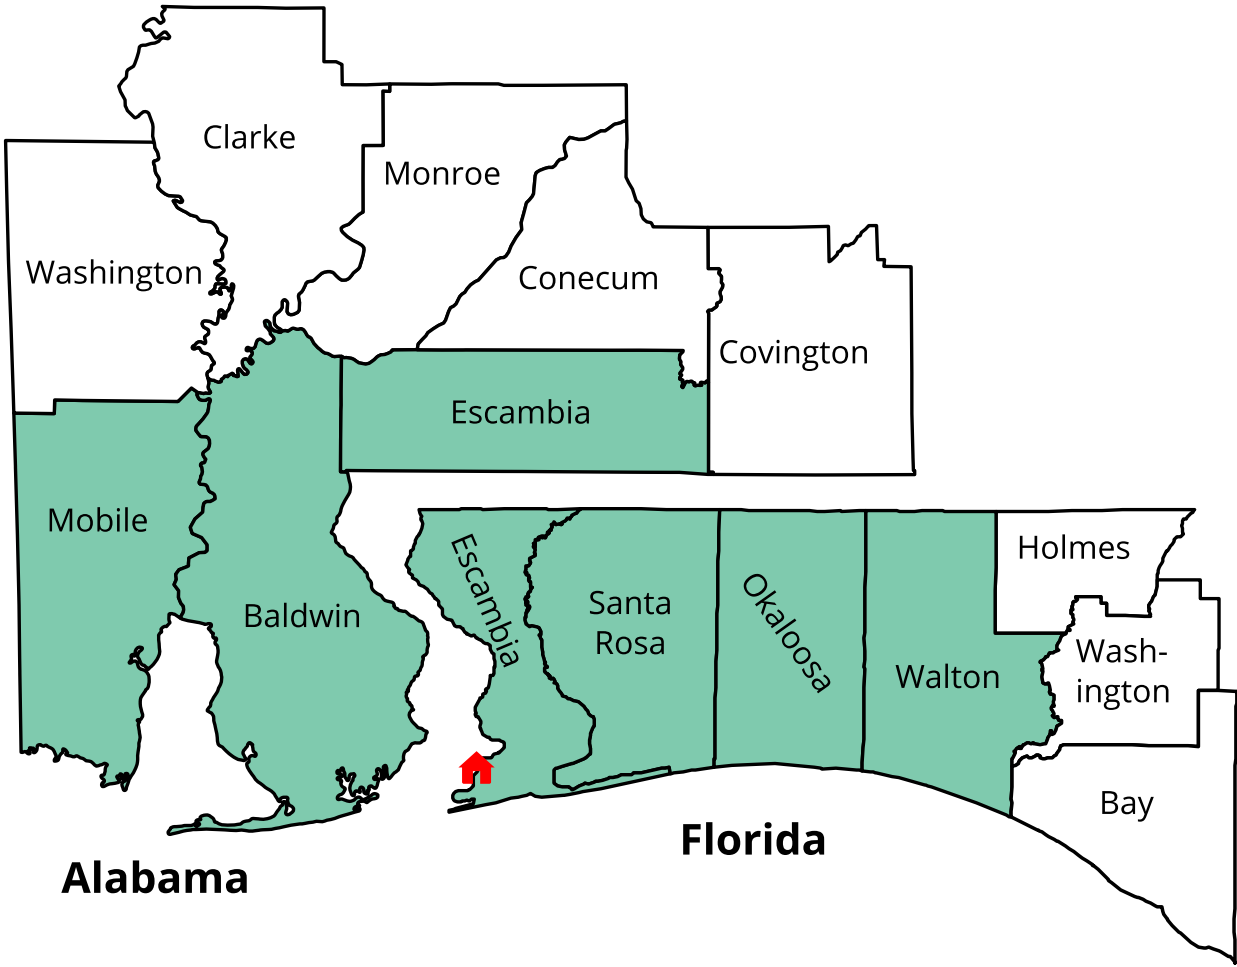 Clarke
Monroe
Washington
Conecum
Covington
Escambia
Mobile
Baldwin
Escambia
Santa
Rosa
Okaloosa
Walton
Holmes
Wash-
ington
Bay
Alabama
Florida